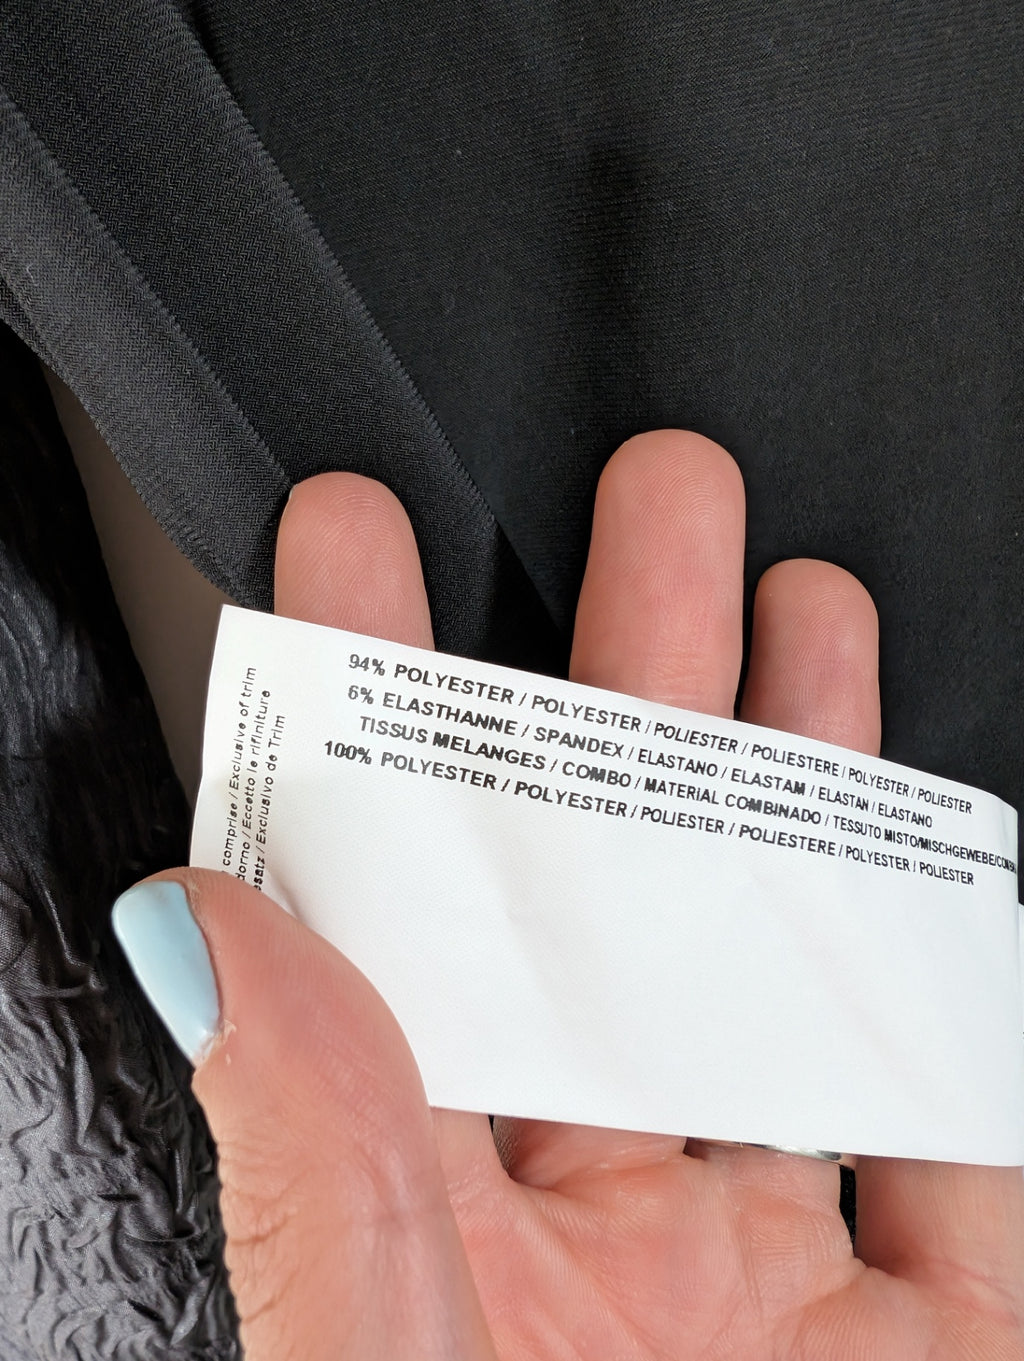 94% POLYESTER / POLYESTER / POLIESTER / POLIESTERE / POLYESTER / POLIESTER
6% ELASTHANNE / SPANDEX / ELASTANO / ELASTAM / ELASTAN / ELASTANO
TISSUS MELANGES / COMBO / MATERIAL COMBINADO / TESSUTO MISTO/MISCHGEWEBE/
100% POLYESTER / POLYESTER / POLIESTER / POLIESTERE / POLYESTER / POLIESTER
comprise / Exclusive of trim
/ Eccetto le rifiniture
/ Exclusivo de Trim